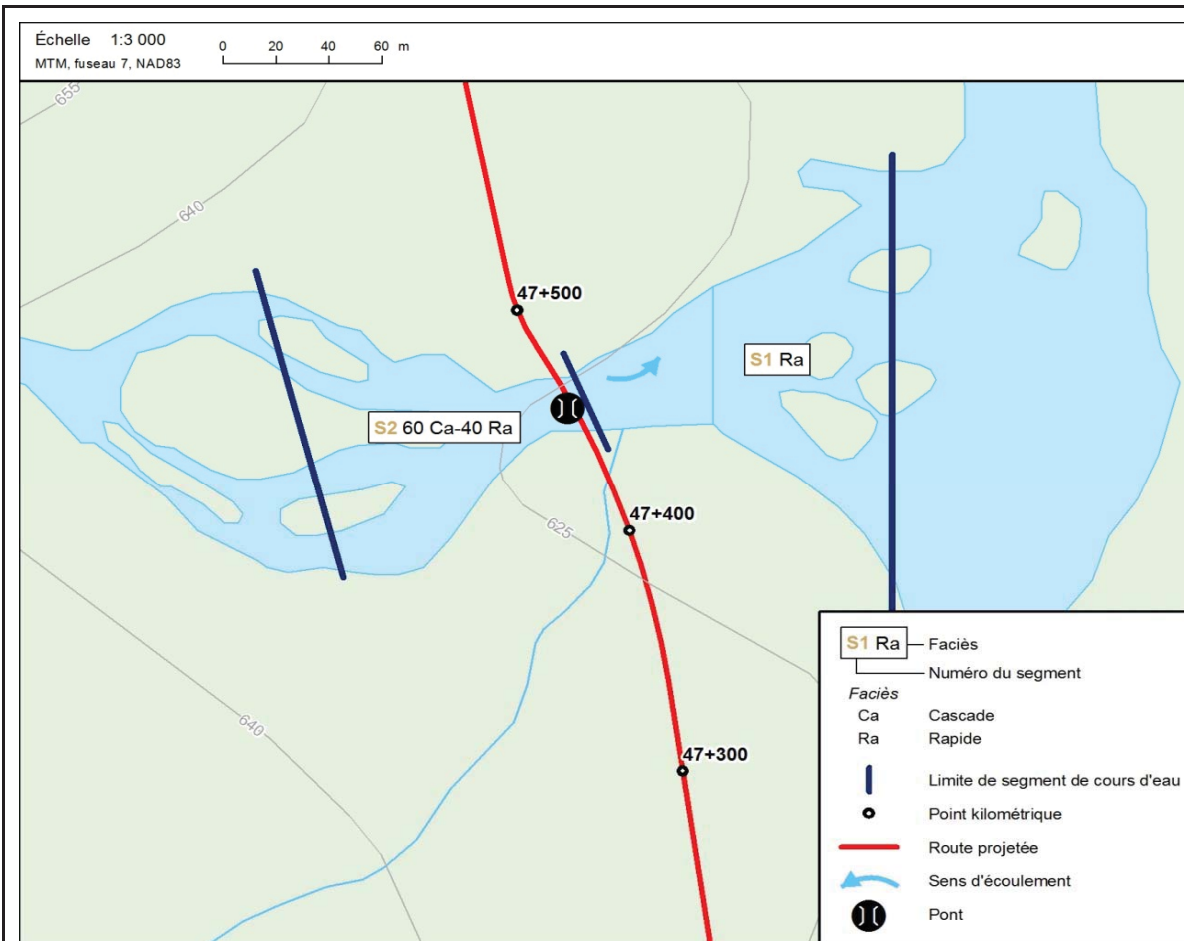 Échelle 1:3 000
MTM, fuseau 7, NAD83
0 20 40 60 m
655
640
47+500
S1 Ra
S2 60 Ca-40 Ra
47+400
625
640
47+300
S1 Ra Faciès
Numéro du segment
Faciès
Ca Cascade
Ra Rapide
Limite de segment de cours d'eau
Point kilométrique
Route projetée
Sens d'écoulement
Pont